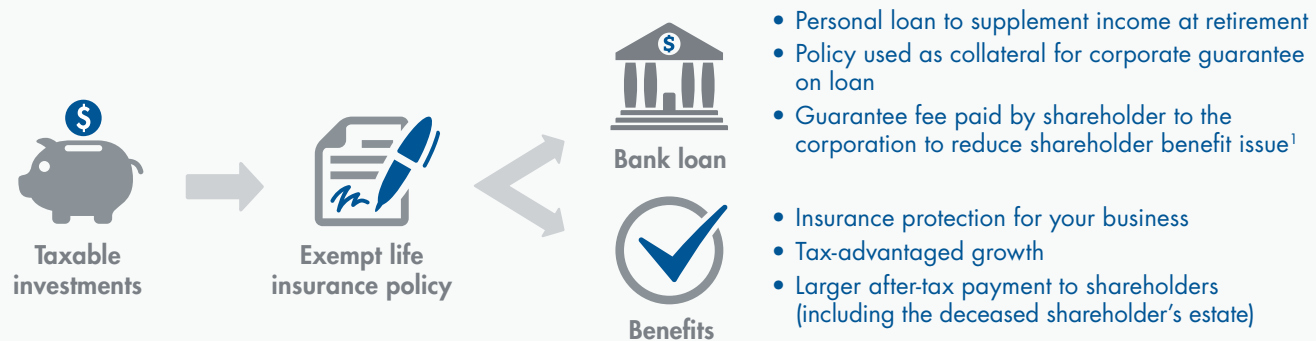 $
Taxable
investments
Exempt life
insurance policy
$
Bank loan
• Personal loan to supplement income at retirement
• Policy used as collateral for corporate guarantee
on loan
• Guarantee fee paid by shareholder to the
corporation to reduce shareholder benefit issue¹
Benefits
• Insurance protection for your business
• Tax-advantaged growth
• Larger after-tax payment to shareholders
(including the deceased shareholder’s estate)